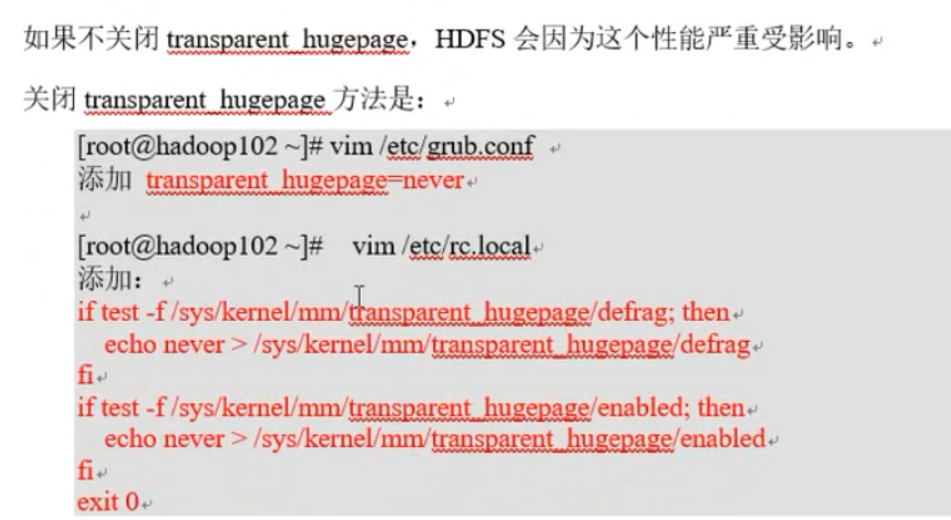 如果不关闭 transparent_hugepage，HDFS 会因为这个性能严重受影响。
关闭 transparent_hugepage 方法是：
[root@hadoop102 ~]# vim /etc/grub.conf
添加 transparent_hugepage=never
[root@hadoop102 ~]# vim /etc/rc.local
添加：
if test -f /sys/kernel/mm/transparent_hugepage/defrag; then
echo never > /sys/kernel/mm/transparent_hugepage/defrag
fi
if test -f /sys/kernel/mm/transparent_hugepage/enabled; then
echo never > /sys/kernel/mm/transparent_hugepage/enabled
fi
exit 0